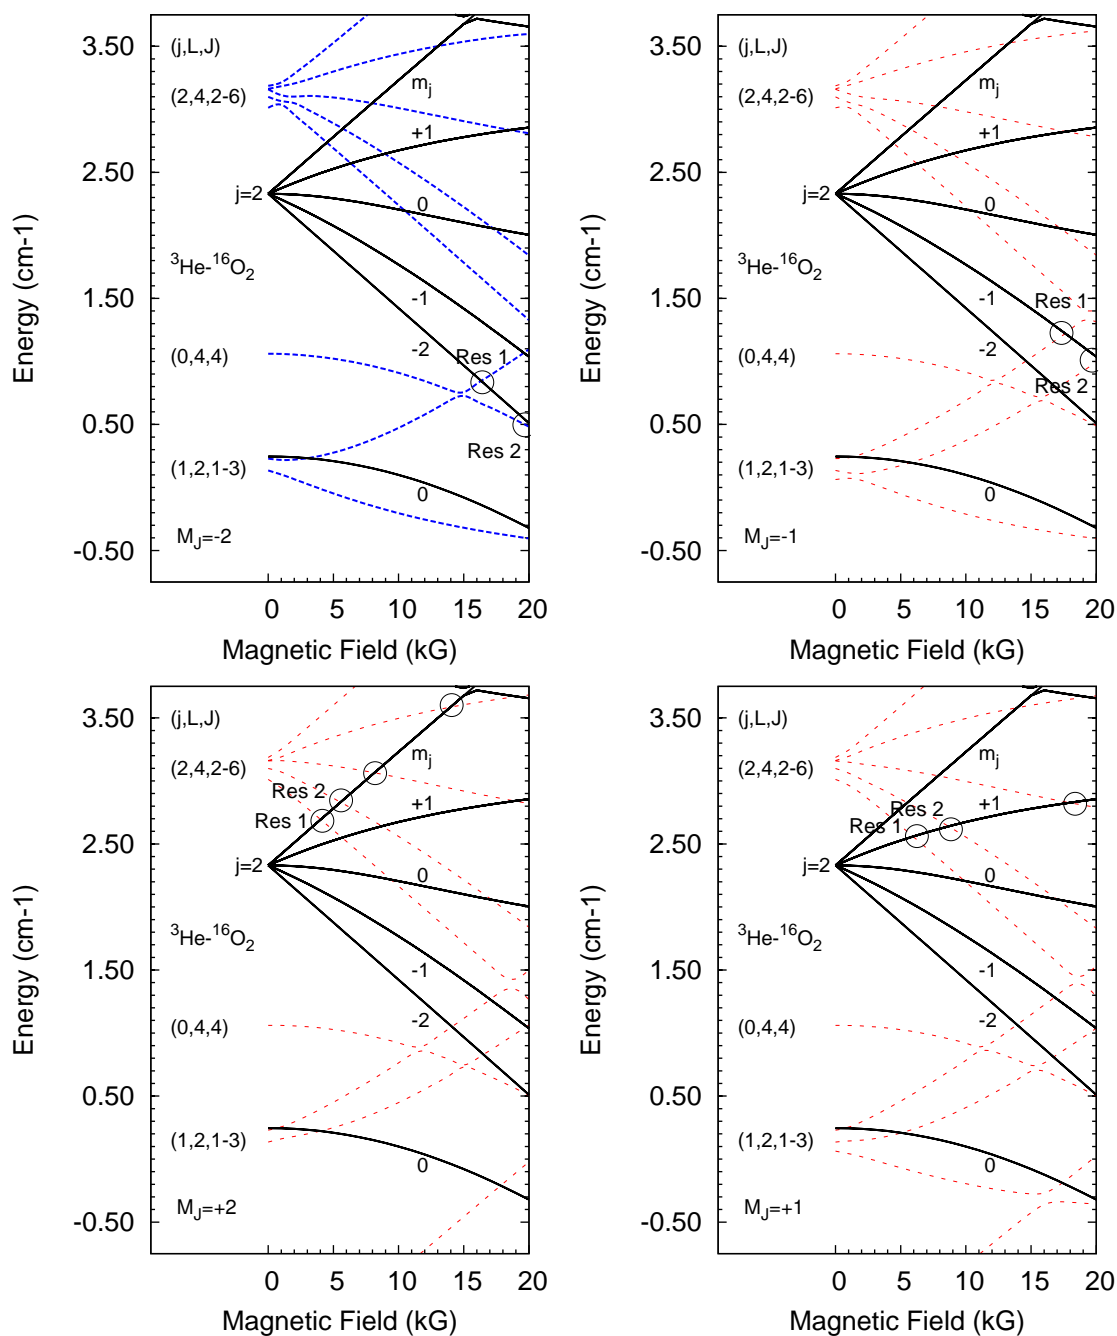 3.50
2.50
1.50
0.50
-0.50
Energy (cm-1)
(j,L,J)
(2,4,2-6)
m_j
+1
j=2
0
³He-¹⁶O₂
-1
(0,4,4)
-2
Res 1
Res 2
(1,2,1-3)
0
M_J=-2
0 5 10 15 20
Magnetic Field (kG)
3.50
2.50
1.50
0.50
-0.50
Energy (cm-1)
(j,L,J)
(2,4,2-6)
m_j
+1
j=2
0
³He-¹⁶O₂
-1
Res 1
(0,4,4)
-2
Res 2
(1,2,1-3)
0
M_J=-1
0 5 10 15 20
Magnetic Field (kG)
3.50
2.50
1.50
0.50
-0.50
Energy (cm-1)
(j,L,J)
(2,4,2-6)
m_j
Res 2
+1
Res 1
j=2
0
³He-¹⁶O₂
-1
(0,4,4)
-2
(1,2,1-3)
0
M_J=+2
0 5 10 15 20
Magnetic Field (kG)
3.50
2.50
1.50
0.50
-0.50
Energy (cm-1)
(j,L,J)
(2,4,2-6)
m_j
+1
Res 2
Res 1
j=2
0
³He-¹⁶O₂
-1
(0,4,4)
-2
(1,2,1-3)
0
M_J=+1
0 5 10 15 20
Magnetic Field (kG)